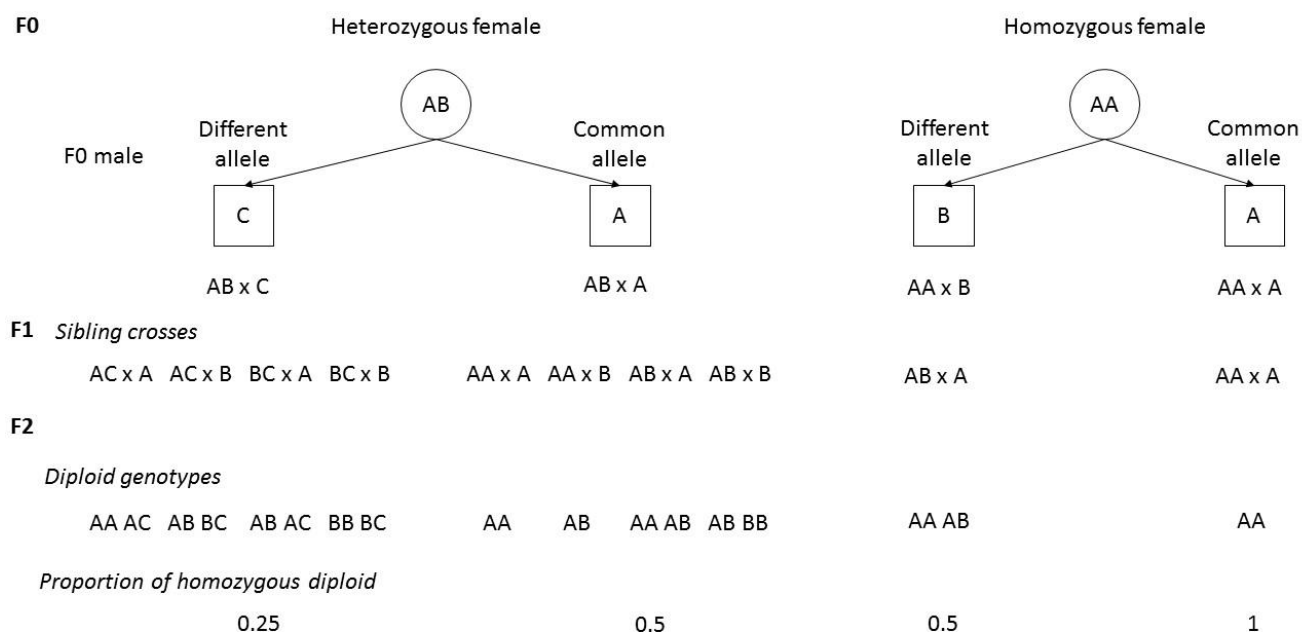 F0 Heterozygous female Homozygous female
AB AA
Different allele Common allele Different allele Common allele
F0 male
C A B A
AB x C AB x A AA x B AA x A
F1 Sibling crosses
AC x A AC x B BC x A BC x B AA x A AA x B AB x A AB x B AB x A AA x A
F2
Diploid genotypes
AA AC AB BC AB AC BB BC AA AB AA AB AB BB AA AB AA
Proportion of homozygous diploid
0.25 0.5 0.5 1